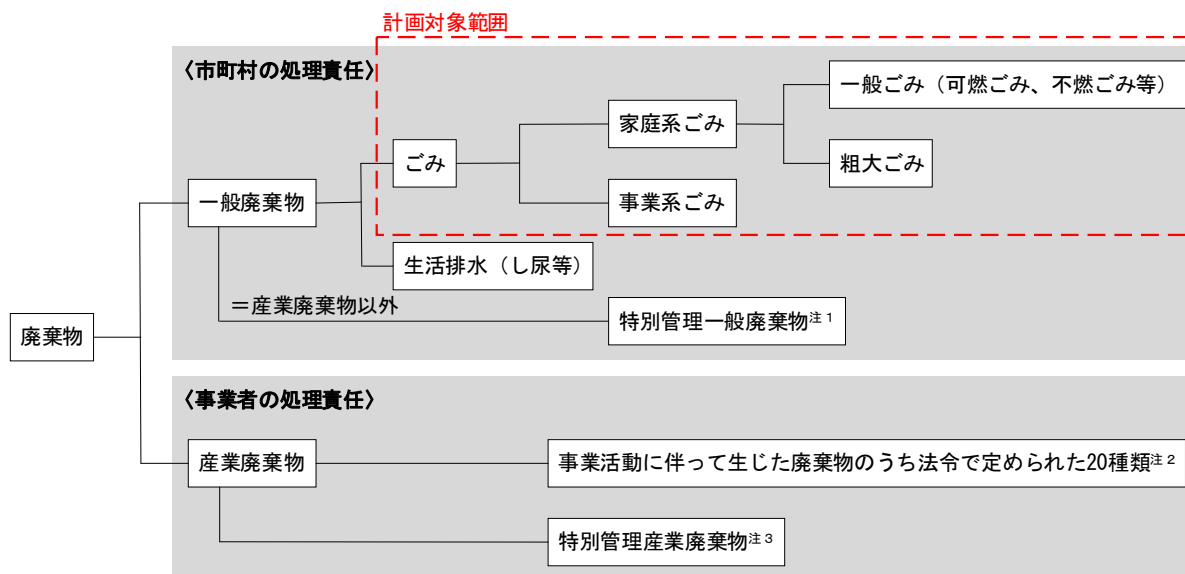 計画対象範囲
〈市町村の処理責任〉
一般ごみ（可燃ごみ、不燃ごみ等）
家庭系ごみ
ごみ
粗大ごみ
一般廃棄物
事業系ごみ
生活排水（し尿等）
＝産業廃棄物以外
特別管理一般廃棄物注１
廃棄物
〈事業者の処理責任〉
産業廃棄物
事業活動に伴って生じた廃棄物のうち法令で定められた20種類注２
特別管理産業廃棄物注３